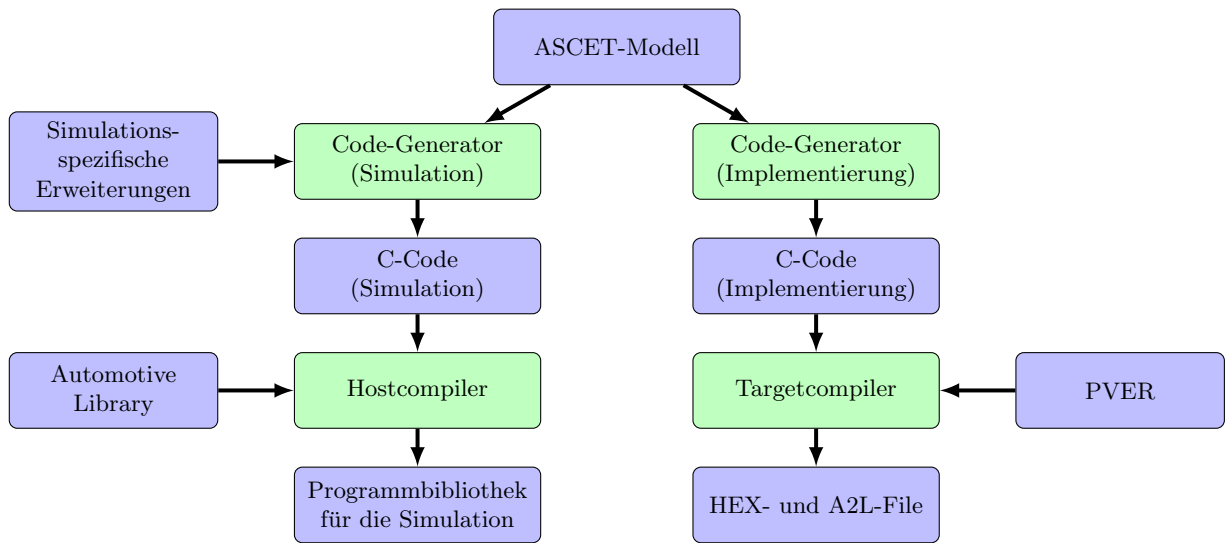 ASCET-Modell
Simulations-
spezifische
Erweiterungen
Code-Generator
(Simulation)
Code-Generator
(Implementierung)
C-Code
(Simulation)
C-Code
(Implementierung)
Automotive
Library
Hostcompiler
Targetcompiler
PVER
Programmbibliothek
für die Simulation
HEX- und A2L-File